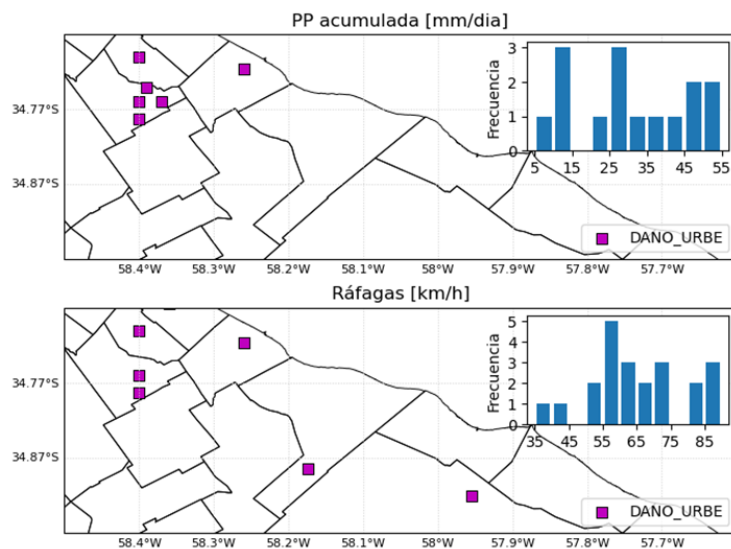 PP acumulada [mm/dia]
3
2
1
0
Frecuencia
5 15 25 35 45 55
34.77°S
34.87°S
DANO_URBE
58.4°W 58.3°W 58.2°W 58.1°W 58°W 57.9°W 57.8°W 57.7°W
Ráfagas [km/h]
5
4
3
2
1
0
Frecuencia
35 45 55 65 75 85
34.77°S
34.87°S
DANO_URBE
58.4°W 58.3°W 58.2°W 58.1°W 58°W 57.9°W 57.8°W 57.7°W